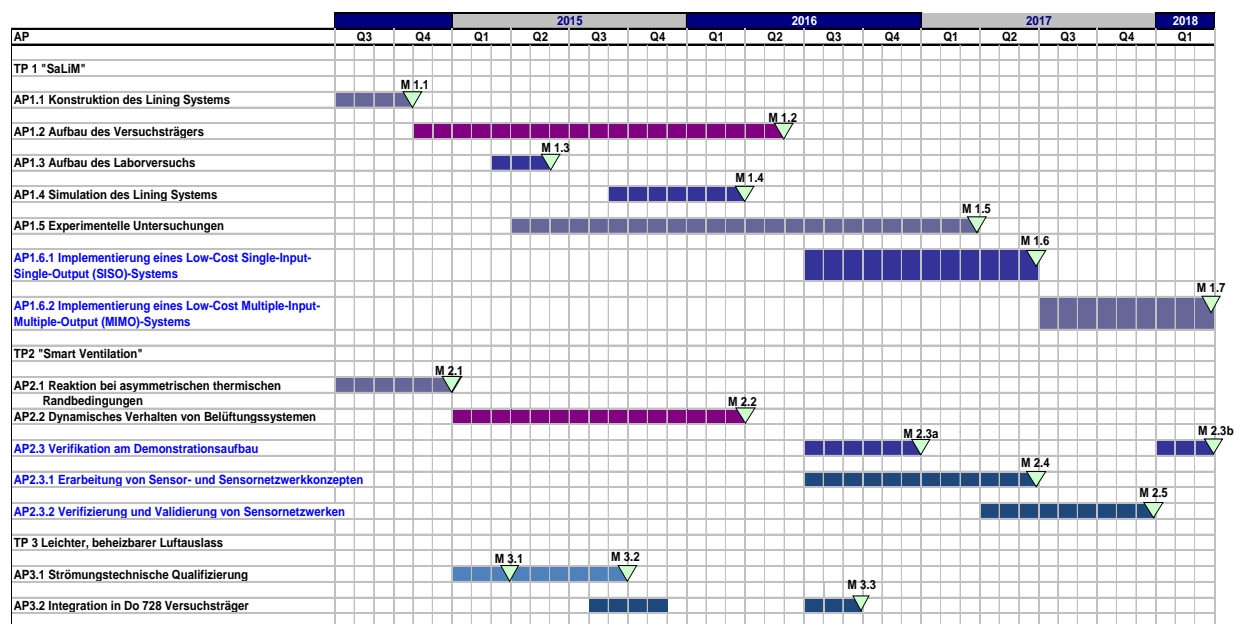 2015 2016 2017 2018
AP Q3 Q4 Q1 Q2 Q3 Q4 Q1 Q2 Q3 Q4 Q1 Q2 Q3 Q4 Q1
TP 1 "SaLiM"
M 1.1
AP1.1 Konstruktion des Lining Systems
M 1.2
AP1.2 Aufbau des Versuchsträgers
M 1.3
AP1.3 Aufbau des Laborversuchs
M 1.4
AP1.4 Simulation des Lining Systems
M 1.5
AP1.5 Experimentelle Untersuchungen
M 1.6
AP1.6.1 Implementierung eines Low-Cost Single-Input-
Single-Output (SISO)-Systems
M 1.7
AP1.6.2 Implementierung eines Low-Cost Multiple-Input-
Multiple-Output (MIMO)-Systems
TP2 "Smart Ventilation"
M 2.1
AP2.1 Reaktion bei asymmetrischen thermischen
Randbedingungen
M 2.2
AP2.2 Dynamisches Verhalten von Belüftungssystemen
M 2.3a M 2.3b
AP2.3 Verifikation am Demonstrationsaufbau
M 2.4
AP2.3.1 Erarbeitung von Sensor- und Sensornetzwerkkonzepten
M 2.5
AP2.3.2 Verifizierung und Validierung von Sensornetzwerken
TP 3 Leichter, beheizbarer Luftauslass
M 3.1 M 3.2
AP3.1 Strömungstechnische Qualifizierung
M 3.3
AP3.2 Integration in Do 728 Versuchsträger